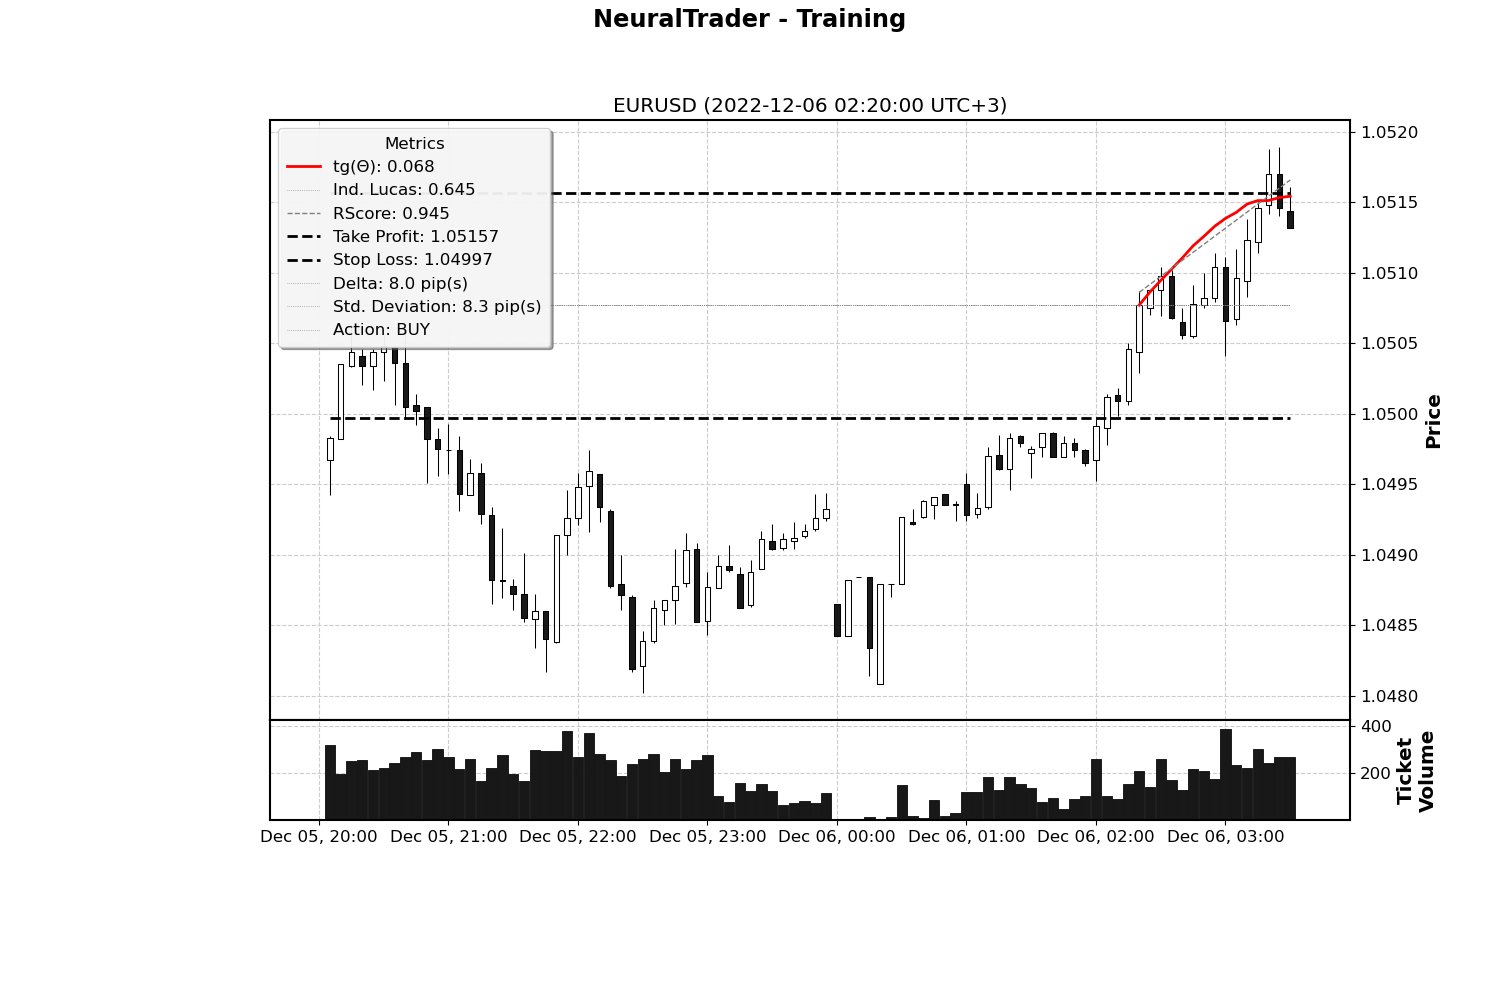 NeuralTrader - Training
EURUSD (2022-12-06 02:20:00 UTC+3)
Metrics
tg(Θ): 0.068
Ind. Lucas: 0.645
RScore: 0.945
Take Profit: 1.05157
Stop Loss: 1.04997
Delta: 8.0 pip(s)
Std. Deviation: 8.3 pip(s)
Action: BUY
1.0520
1.0515
1.0510
1.0505
1.0500
1.0495
1.0490
1.0485
1.0480
Price
400
200
Ticket
Volume
Dec 05, 20:00
Dec 05, 21:00
Dec 05, 22:00
Dec 05, 23:00
Dec 06, 00:00
Dec 06, 01:00
Dec 06, 02:00
Dec 06, 03:00